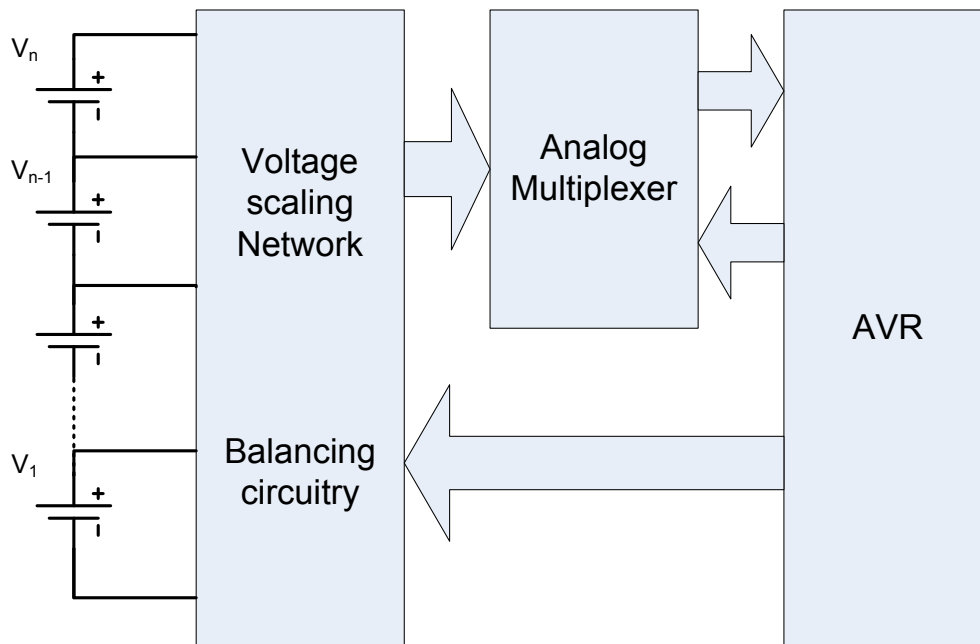 Vn
Vn-1
V1
+
+
+
+
Voltage
scaling
Network
Balancing
circuitry
Analog
Multiplexer
AVR